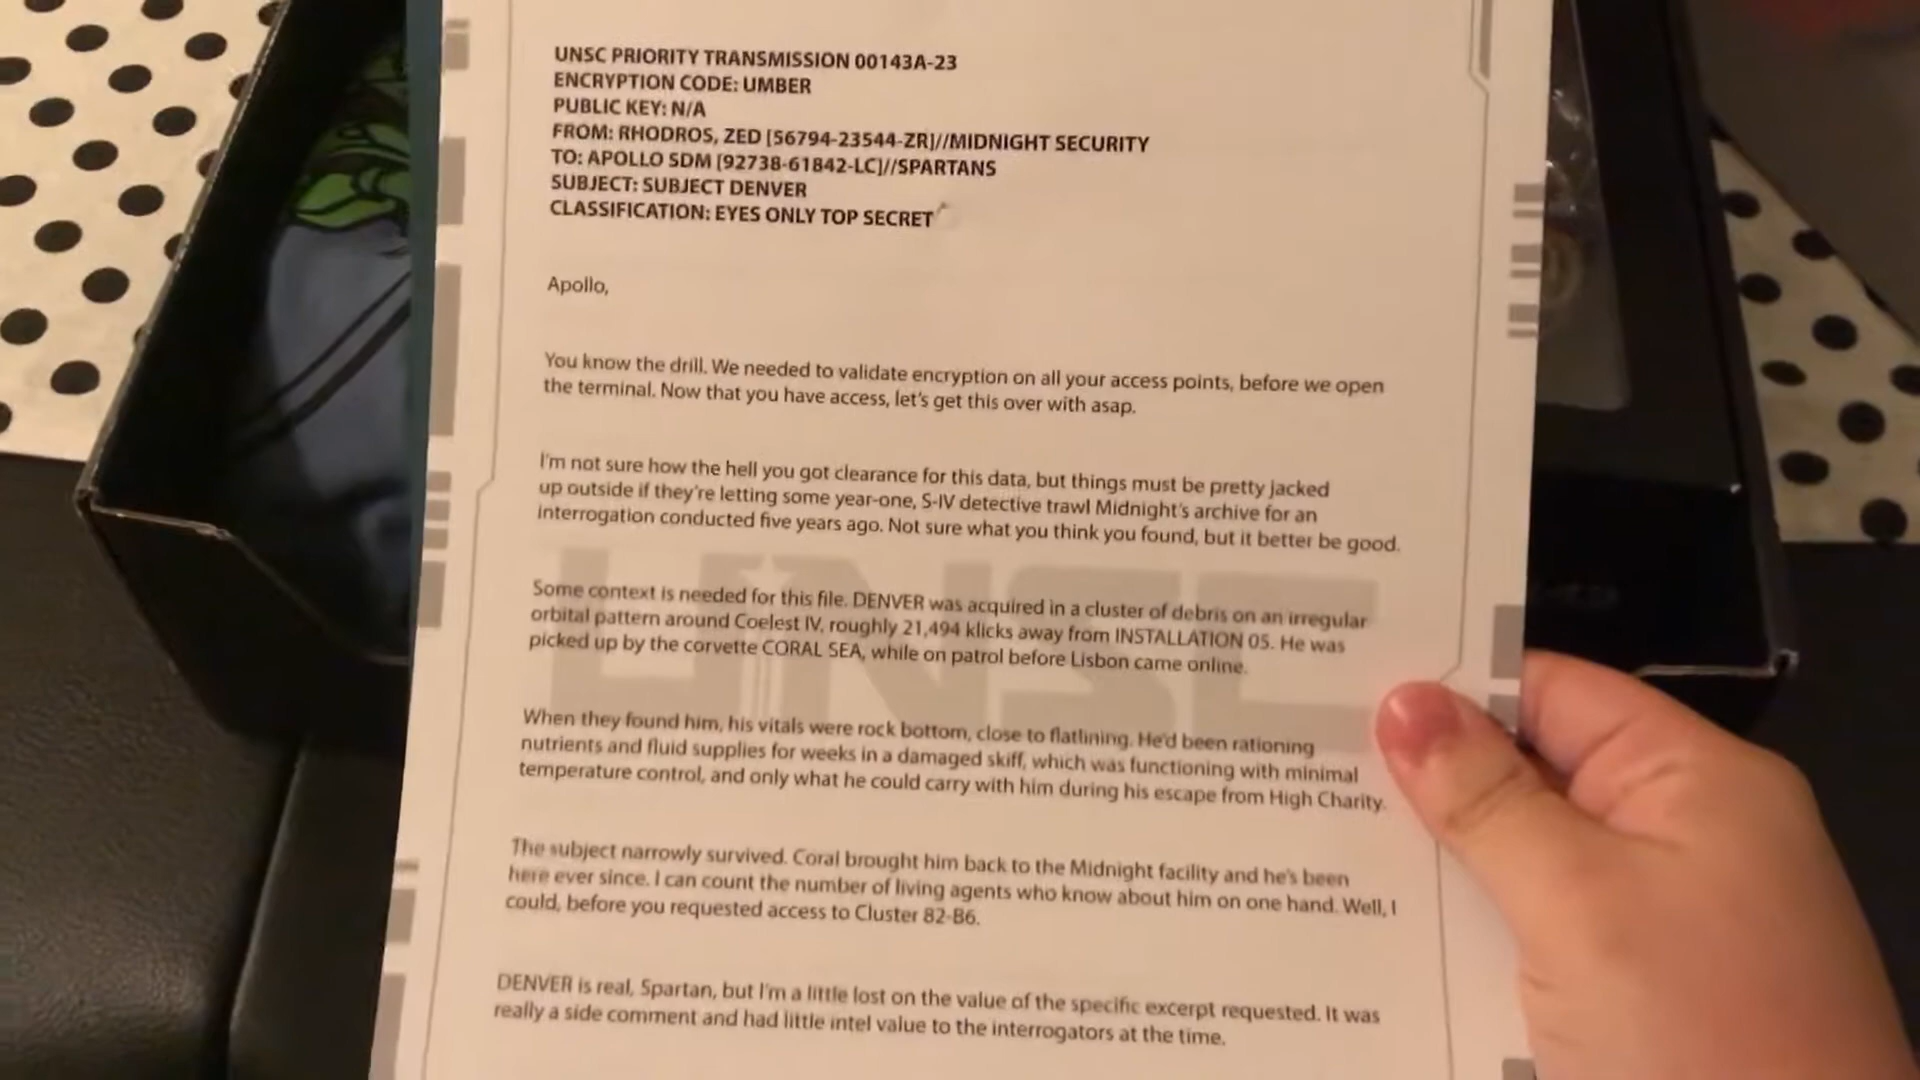 UNSC PRIORITY TRANSMISSION 00143A-23
ENCRYPTION CODE: UMBER
PUBLIC KEY: N/A
FROM: RHODROS, ZED [56794-23544-ZR]//MIDNIGHT SECURITY
TO: APOLLO SDM [92738-61842-LC]//SPARTANS
SUBJECT: SUBJECT DENVER
CLASSIFICATION: EYES ONLY TOP SECRET
Apollo,
You know the drill. We needed to validate encryption on all your access points, before we open
the terminal. Now that you have access, let's get this over with asap.
I'm not sure how the hell you got clearance for this data, but things must be pretty jacked
up outside if they're letting some year-one, S-IV detective trawl Midnight's archive for an
interrogation conducted five years ago. Not sure what you think you found, but it better be good.
UNSC
Some context is needed for this file. DENVER was acquired in a cluster of debris on an irregular
orbital pattern around Coelest IV, roughly 21,494 klicks away from INSTALLATION 05. He was
picked up by the corvette CORAL SEA, while on patrol before Lisbon came online.
When they found him, his vitals were rock bottom, close to flatlining. He'd been rationing
nutrients and fluid supplies for weeks in a damaged skiff, which was functioning with minimal
temperature control, and only what he could carry with him during his escape from High Charity.
The subject narrowly survived. Coral brought him back to the Midnight facility and he's been
here ever since. I can count the number of living agents who know about him on one hand. Well, I
could, before you requested access to Cluster 82-B6.
DENVER is real, Spartan, but I'm a little lost on the value of the specific excerpt requested. It was
really a side comment and had little intel value to the interrogators at the time.